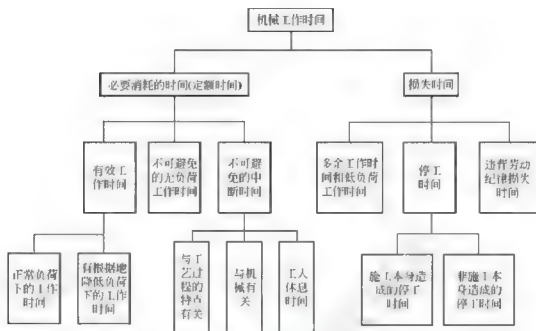 机械工作时间
必要消耗的时间(定额时间)
损失时间
有效工
作时间
不可避免
的无负荷
工作时间
不可避
免的中
断时间
多余工作时
间和低负荷
工作时间
停工
时间
违背劳动
纪律损失
时间
正常负荷
下的工作
时间
有根据地
降低负荷
下的工作
时间
与工
艺过
程的
特点
有关
与机
械有
关
工人
休息
时间
施工本身造
成的停工
时间
非施工本
身造成的
停工时间